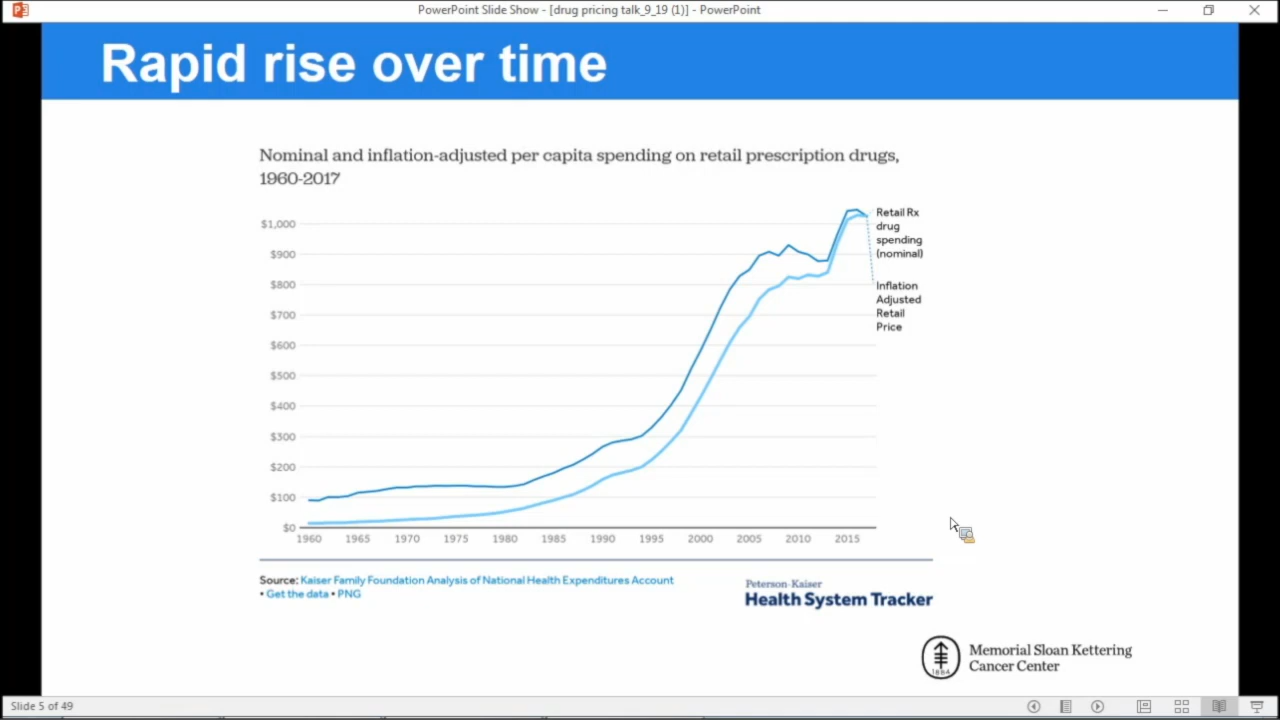 PowerPoint Slide Show - [drug pricing talk_9_19 (1)] - PowerPoint
Rapid rise over time
Nominal and inflation-adjusted per capita spending on retail prescription drugs,
1960-2017
$1,000
$900
$800
$700
$600
$500
$400
$300
$200
$100
$0
1960 1965 1970 1975 1980 1985 1990 1995 2000 2005 2010 2015
Retail Rx
drug
spending
(nominal)
Inflation
Adjusted
Retail
Price
Source: Kaiser Family Foundation Analysis of National Health Expenditures Account
• Get the data • PNG
Peterson-Kaiser
Health System Tracker
1884
Memorial Sloan Kettering
Cancer Center
Slide 5 of 49